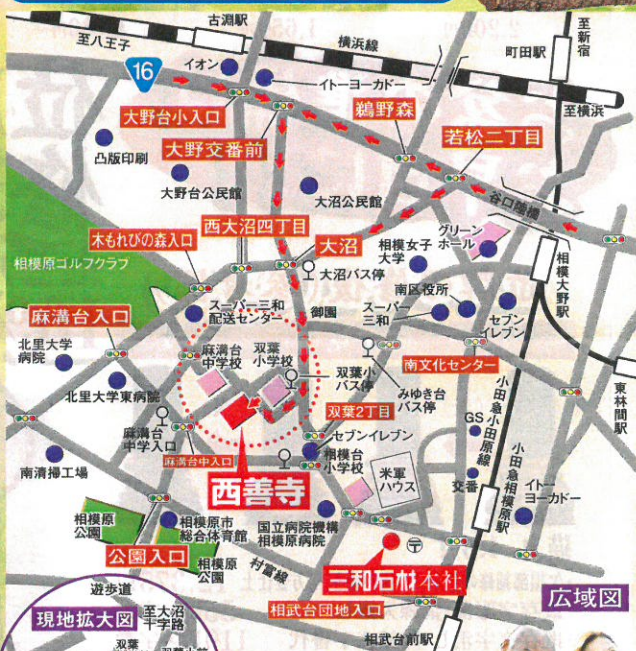 古淵駅
至八王子
横浜線
至新宿
町田駅
至横浜
16
イオン
イトーヨーカドー
大野台小入口
鵜野森
大野交番前
若松二丁目
凸版印刷
大野台公民館
大沼公民館
谷口陸橋
グリーン
ホール
木もれびの森入口
西大沼四丁目
大沼
相模女子
大学
相模原ゴルフクラブ
大沼バス停
南区役所
相模大野駅
麻溝台入口
スーパー三和
配送センター
御園
スーパー
三和
セブン
イレブン
北里大学
病院
麻溝台
中学校
双葉
小学校
南文化センター
東林間駅
双葉小
バス停
みゆき台
バス停
北里大学東病院
双葉2丁目
小田急小田原線
GS
麻溝台
中学入口
麻溝台中入口
セブンイレブン
相模台
小学校
米軍
ハウス
交番
小田急相模原駅
イトー
ヨーカドー
南清掃工場
西善寺
相模原
公園
相模原市
総合体育館
国立病院機構
相模原病院
公園入口
相模原
公園
村富線
〒
三和石材本社
広域図
相武台団地入口
遊歩道
現地拡大図
至大沼
十字路
相武台前駅
双葉